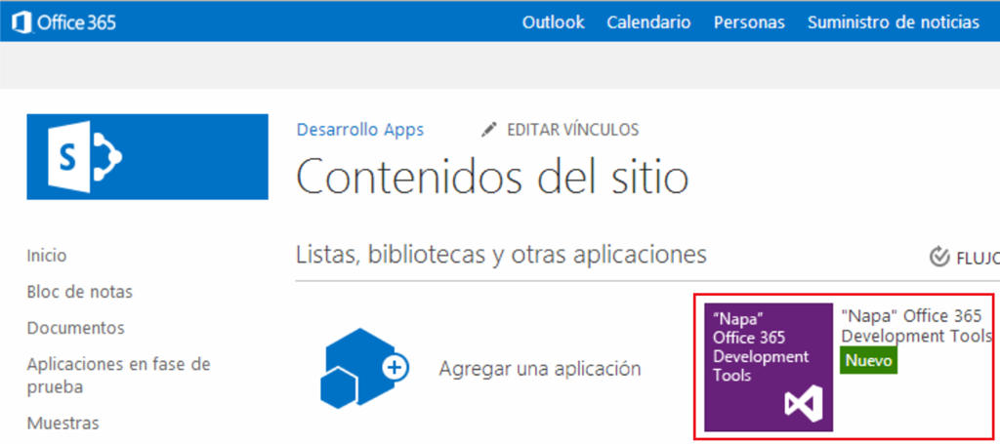 Office 365
Outlook Calendario Personas Suministro de noticias
S
Desarrollo Apps EDITAR VÍNCULOS
Contenidos del sitio
Inicio
Bloc de notas
Documentos
Aplicaciones en fase de
prueba
Muestras
Listas, bibliotecas y otras aplicaciones
FLUJO
Agregar una aplicación
"Napa"
Office 365
Development
Tools
"Napa" Office 365
Development Tools
Nuevo